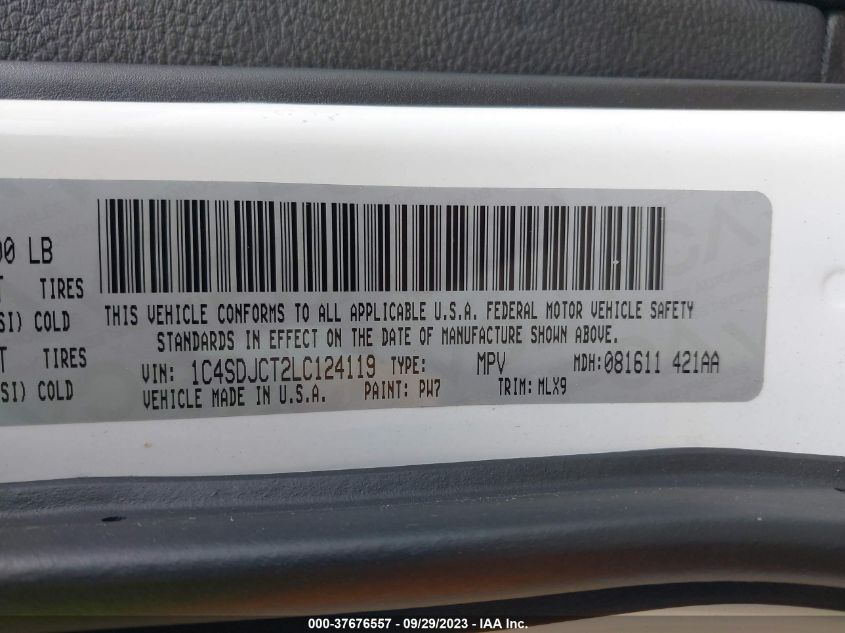 00 LB
TIRES
SI) COLD
TIRES
SI) COLD
THIS VEHICLE CONFORMS TO ALL APPLICABLE U.S.A. FEDERAL MOTOR VEHICLE SAFETY
STANDARDS IN EFFECT ON THE DATE OF MANUFACTURE SHOWN ABOVE.
VIN: 1C4SDJCT2LC124119 TYPE: MPV MDH:081611 421AA
VEHICLE MADE IN U.S.A. PAINT: PW7 TRIM: MLX9
000-37676557 - 09/29/2023 - IAA Inc.